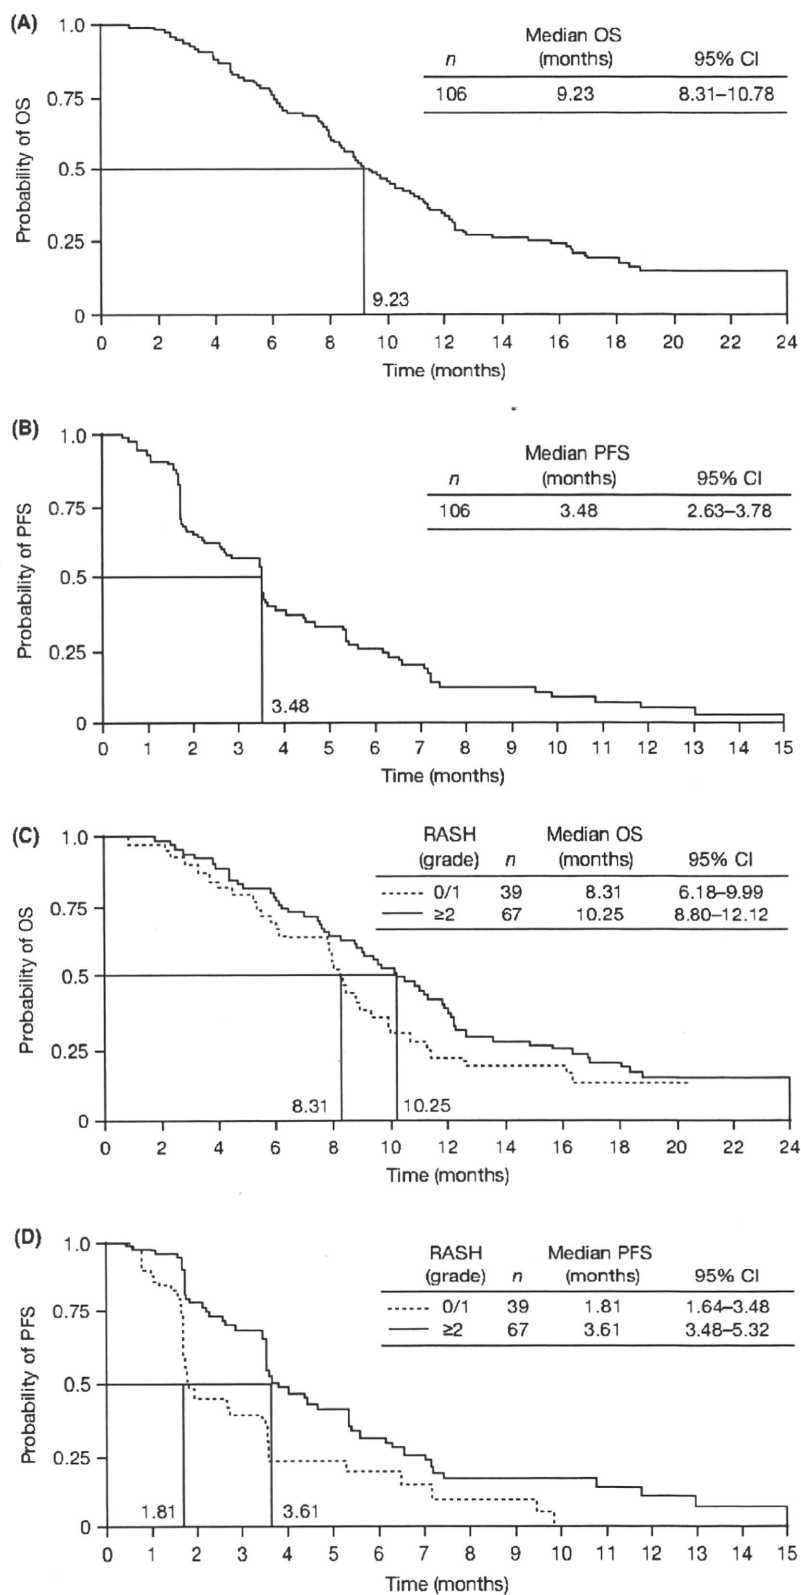 (A)
Median OS
n (months) 95% CI
106 9.23 8.31–10.78
Probability of OS
1.0
0.75
0.5
0.25
0
9.23
0 2 4 6 8 10 12 14 16 18 20 22 24
Time (months)
(B)
Median PFS
n (months) 95% CI
106 3.48 2.63–3.78
Probability of PFS
1.0
0.75
0.5
0.25
0
3.48
0 1 2 3 4 5 6 7 8 9 10 11 12 13 14 15
Time (months)
(C)
RASH Median OS
(grade) n (months) 95% CI
0/1 39 8.31 6.18–9.99
≥2 67 10.25 8.80–12.12
Probability of OS
1.0
0.75
0.5
0.25
0
8.31 10.25
0 2 4 6 8 10 12 14 16 18 20 22 24
Time (months)
(D)
RASH Median PFS
(grade) n (months) 95% CI
0/1 39 1.81 1.64–3.48
≥2 67 3.61 3.48–5.32
Probability of PFS
1.0
0.75
0.5
0.25
0
1.81 3.61
0 1 2 3 4 5 6 7 8 9 10 11 12 13 14 15
Time (months)